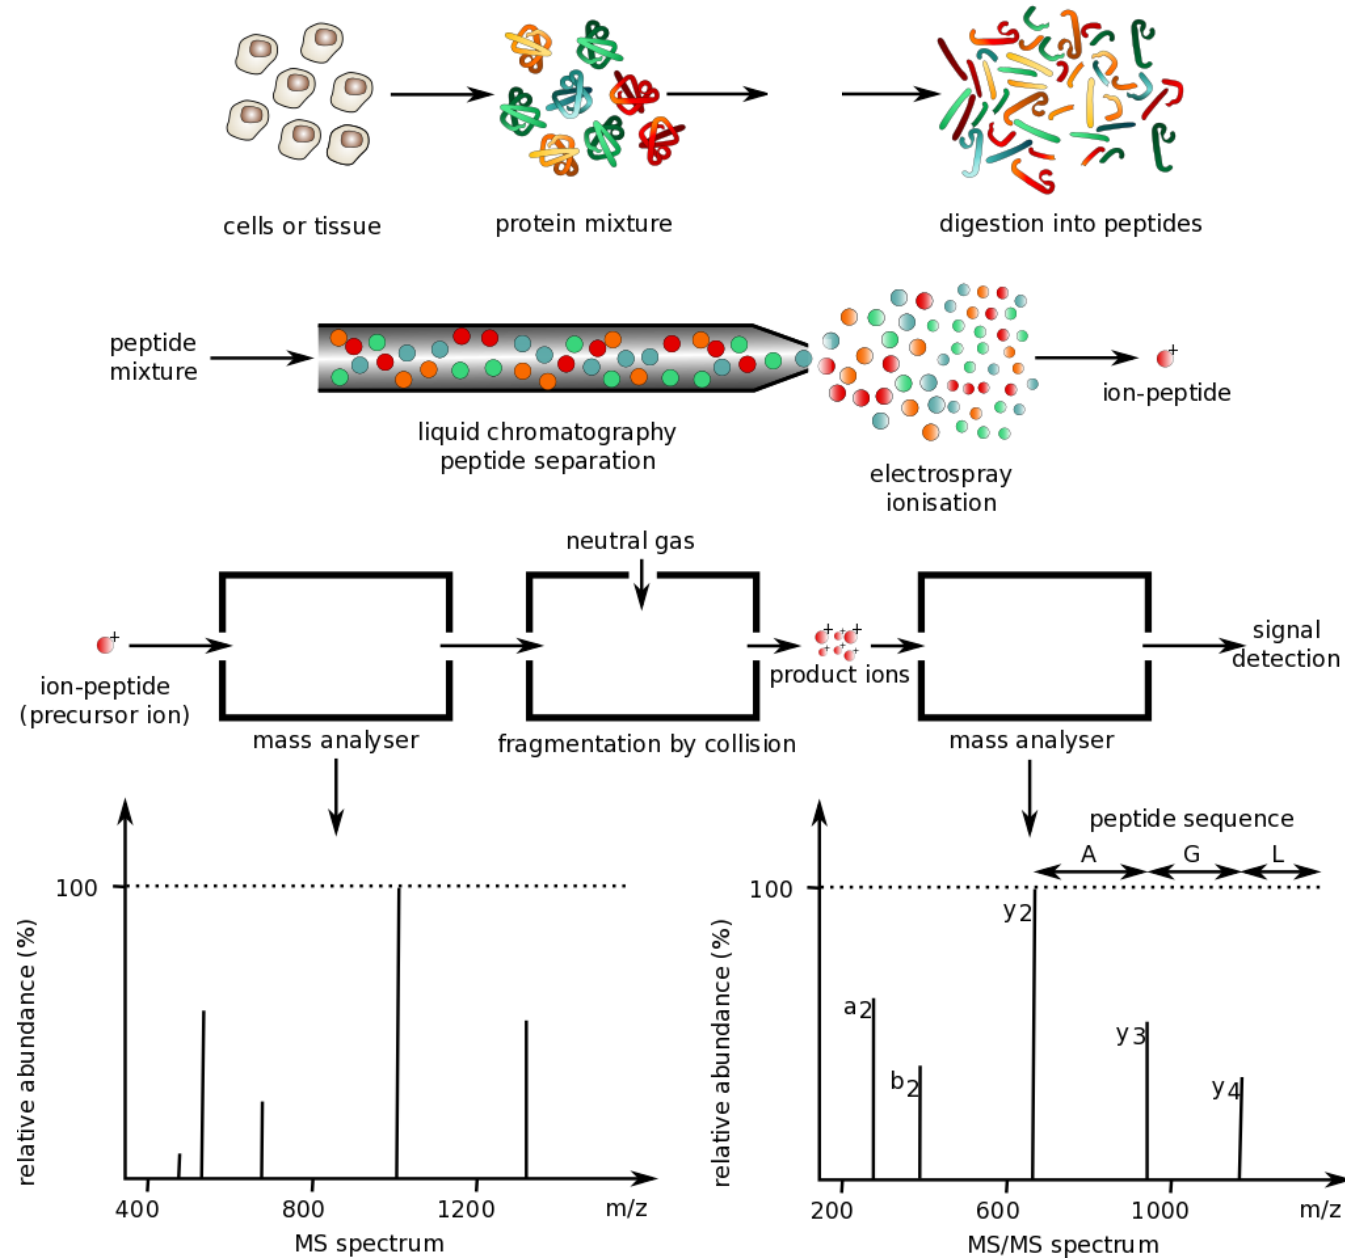 cells or tissue
protein mixture
digestion into peptides
peptide
mixture
liquid chromatography
peptide separation
electrospray
ionisation
+
ion-peptide
neutral gas
+
ion-peptide
(precursor ion)
mass analyser
fragmentation by collision
+ + +
+ + +
product ions
mass analyser
signal
detection
relative abundance (%)
100
400 800 1200 m/z
MS spectrum
peptide sequence
A G L
relative abundance (%)
100
a2
b2
y2
y3
y4
200 600 1000 m/z
MS/MS spectrum